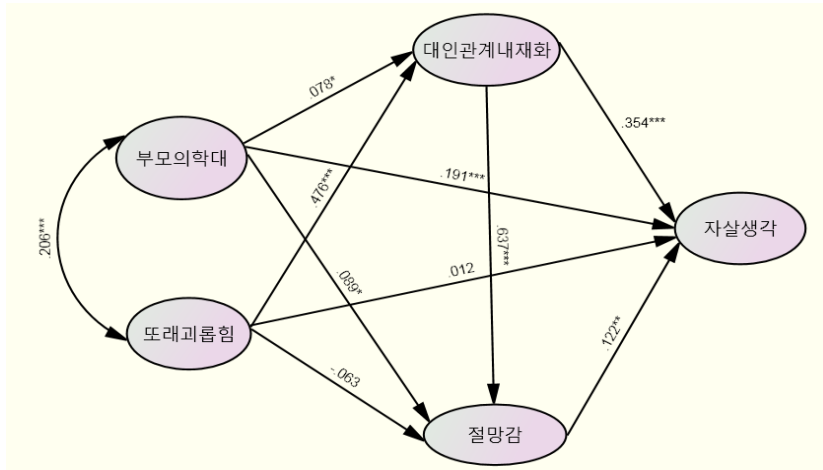 대인관계내재화
.078*
.354***
부모의학대
.476***
.191***
자살생각
.206***
.637***
.089*
.012
또래괴롭힘
-.063
.122**
절망감